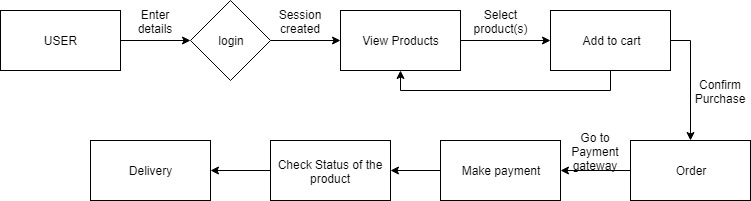 USER
Enter
details
login
Session
created
View Products
Select
product(s)
Add to cart
Confirm
Purchase
Order
Go to
Payment
gateway
Make payment
Check Status of the
product
Delivery